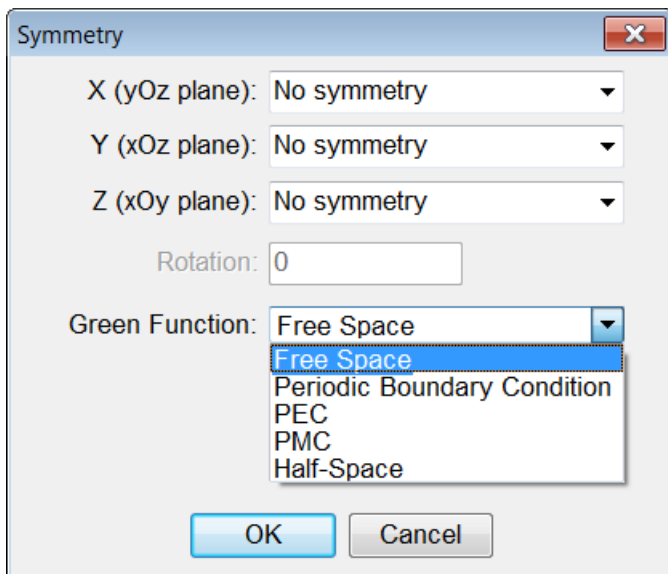 Symmetry
X (yOz plane): No symmetry
Y (xOz plane): No symmetry
Z (xOy plane): No symmetry
Rotation: 0
Green Function: Free Space
Free Space
Periodic Boundary Condition
PEC
PMC
Half-Space
OK Cancel